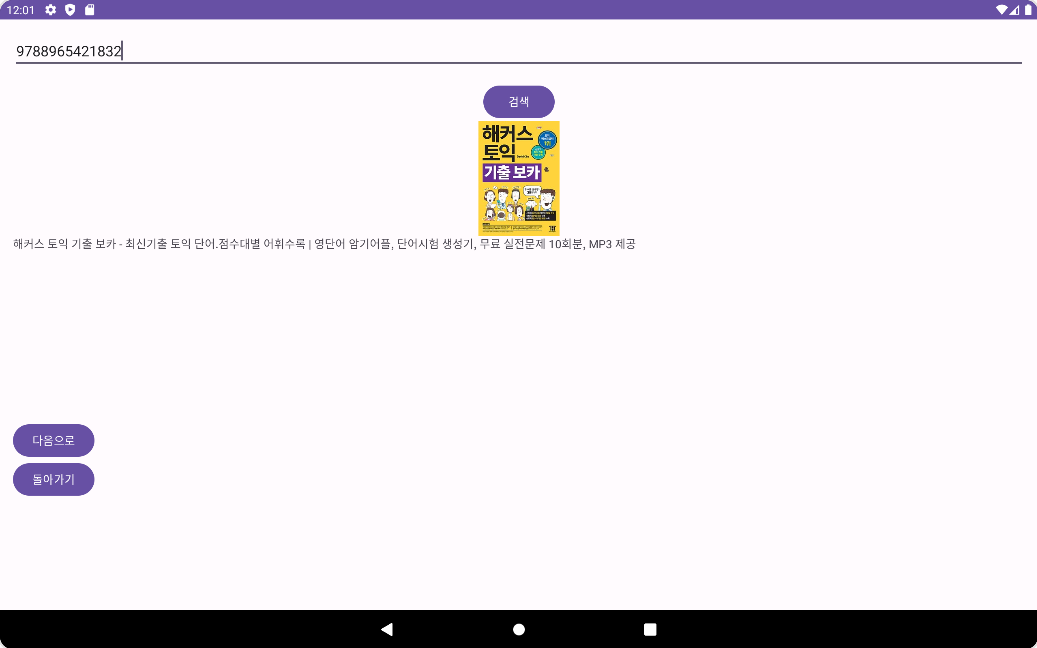 12:01
9788965421832
검색
해커스
토익
기출 보카
해커스 토익 기출 보카 - 최신기출 토익 단어.점수대별 어휘수록 | 영단어 암기어플, 단어시험 생성기, 무료 실전문제 10회분, MP3 제공
다음으로
돌아가기